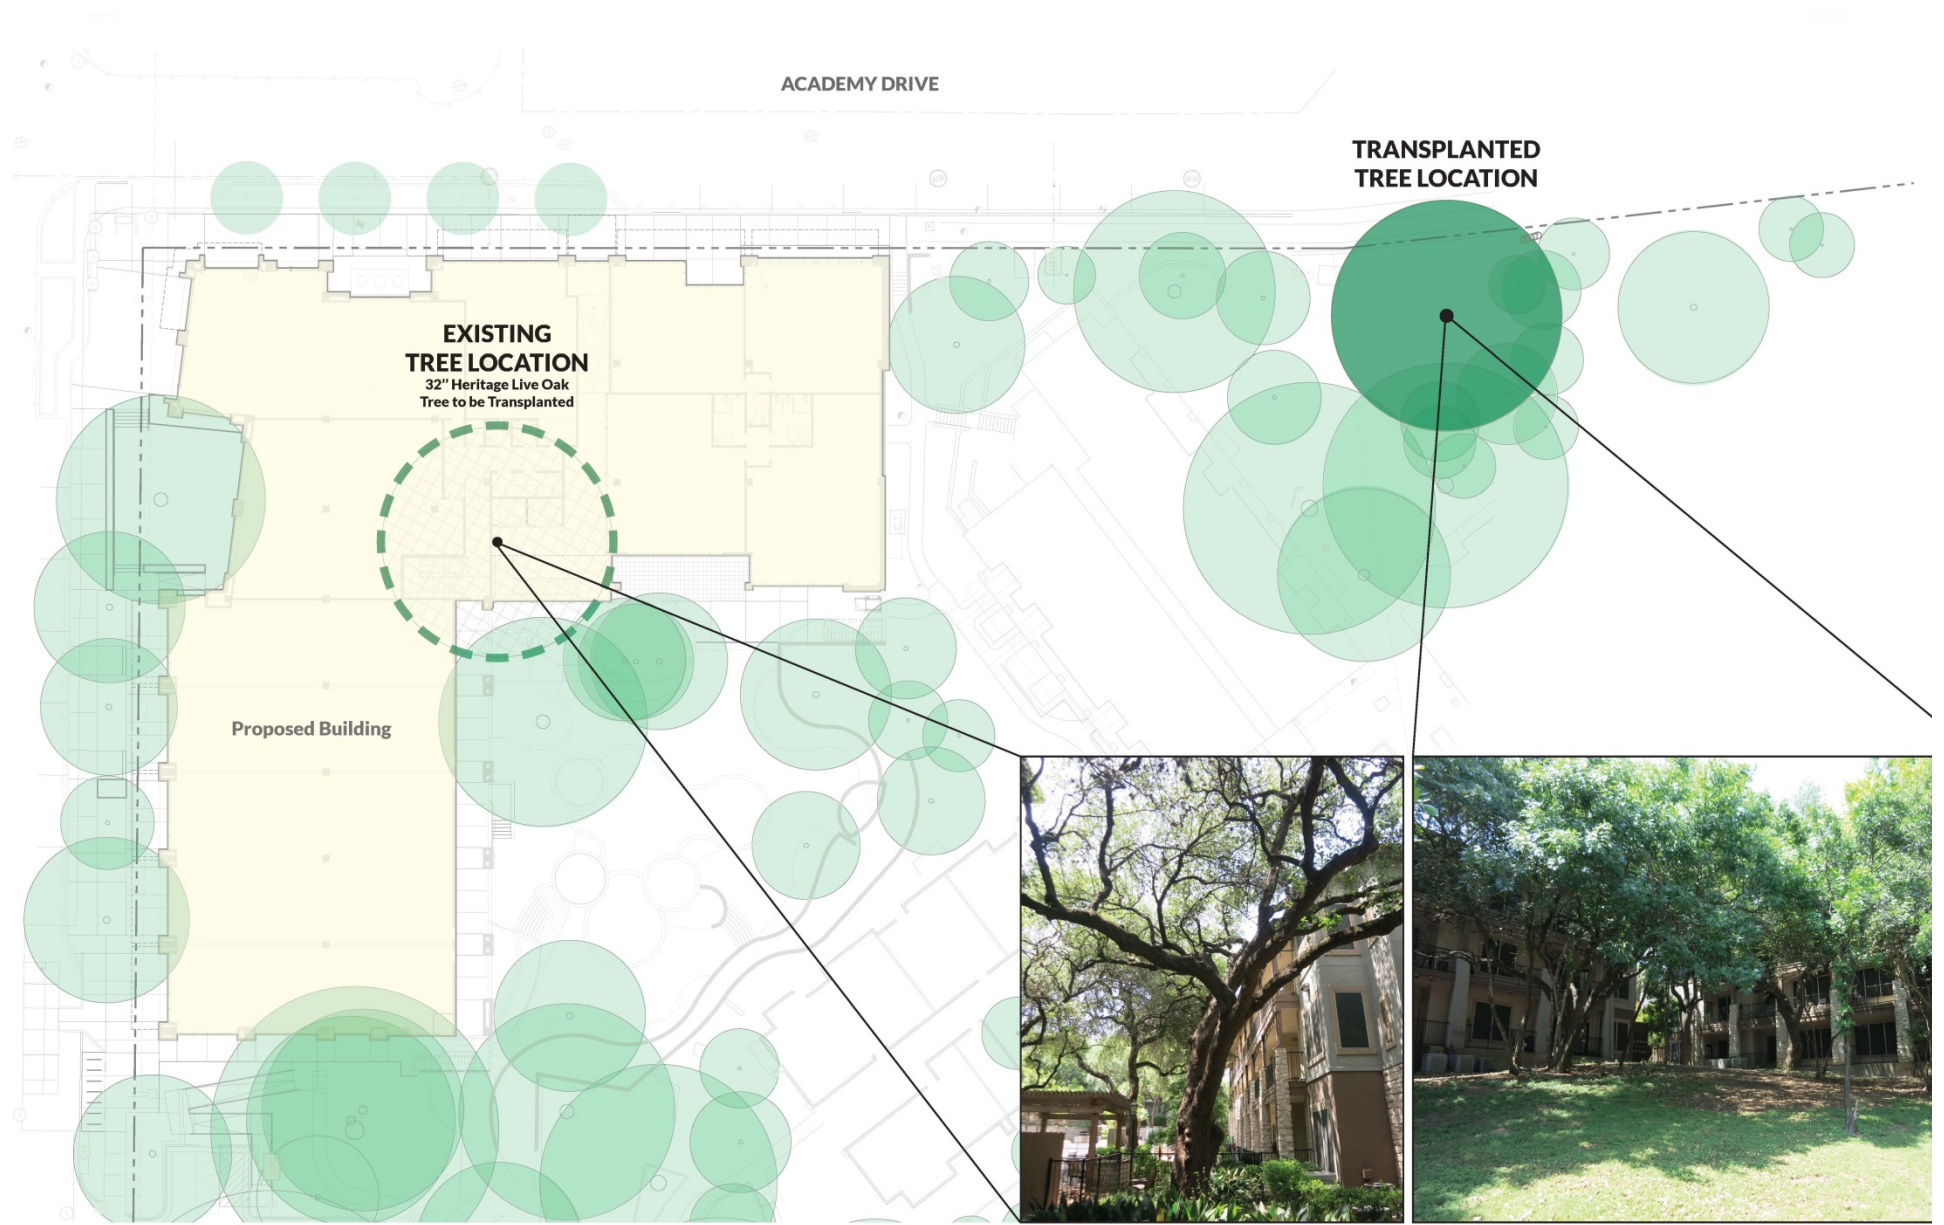 ACADEMY DRIVE
TRANSPLANTED
TREE LOCATION
EXISTING
TREE LOCATION
32" Heritage Live Oak
Tree to be Transplanted
Proposed Building